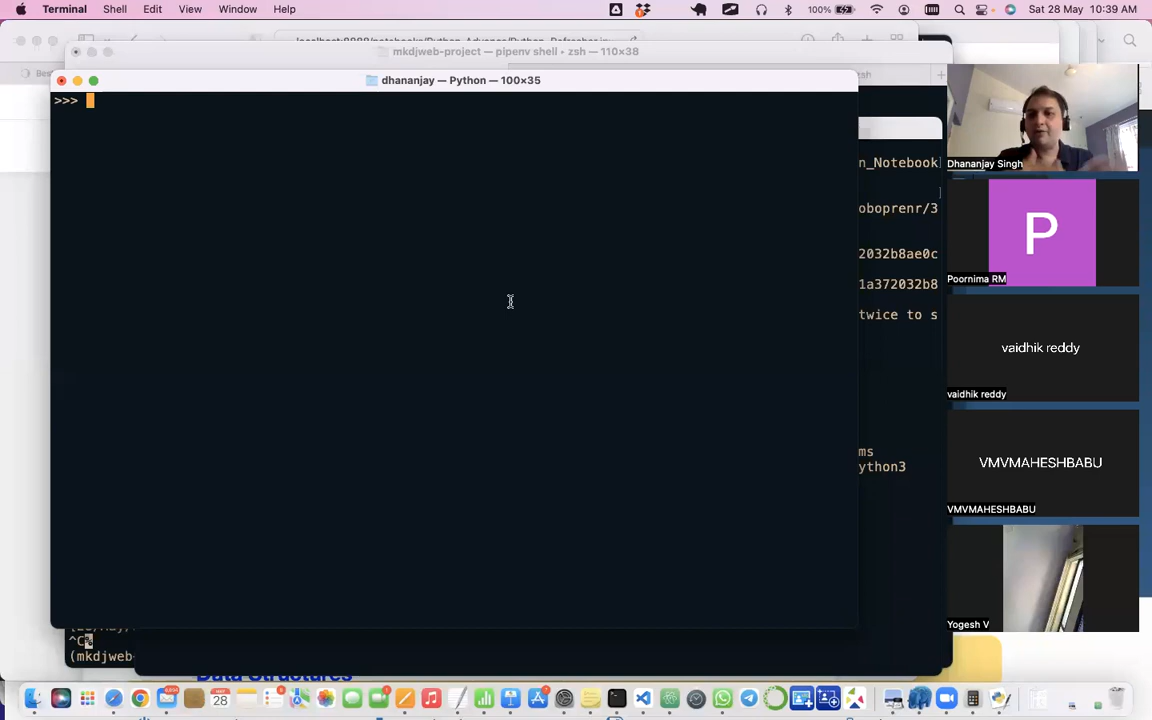 Terminal Shell Edit View Window Help 100% Sat 28 May 10:39 AM
mkdjweb-project — pipenv shell • zsh — 110×38
dhananjay — Python — 100×35
>>>
n_Notebook
oboprenr/3
2032b8ae0c
1a372032b8
twice to s
ms
ython3
^C%
(mkdjweb-
Data Structures
Dhananjay Singh
P
Poornima RM
vaidhik reddy
vaidhik reddy
VMVMAHESHBABU
VMVMAHESHBABU
Yogesh V